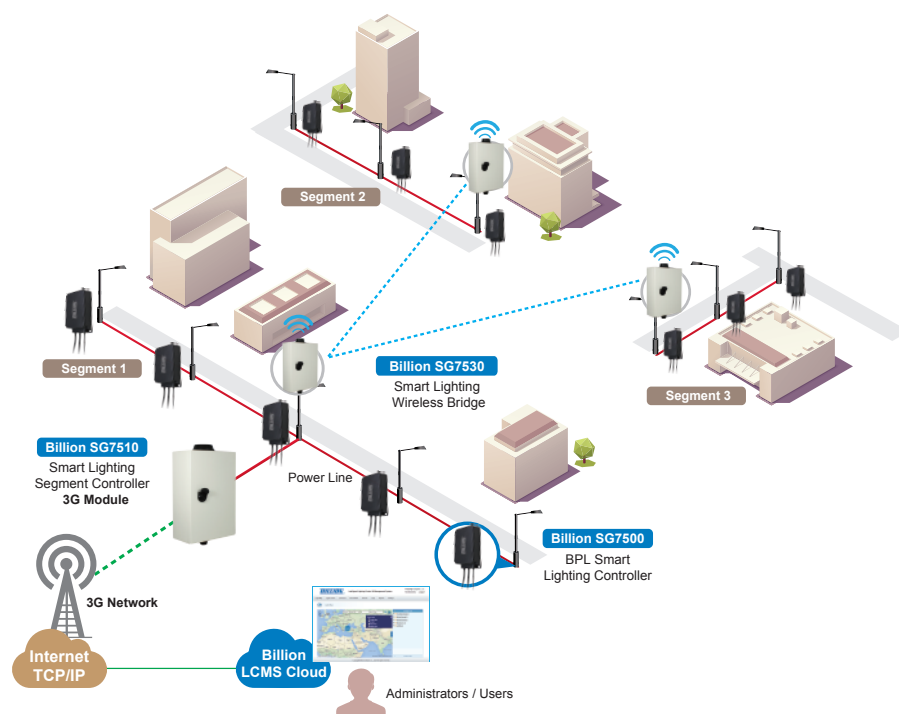 Segment 2
Segment 1
Billion SG7530
Smart Lighting
Wireless Bridge
Segment 3
Billion SG7510
Smart Lighting
Segment Controller
3G Module
Power Line
Billion SG7500
BPL Smart
Lighting Controller
3G Network
Internet
TCP/IP
Billion
LCMS Cloud
BILLION
Administrators / Users